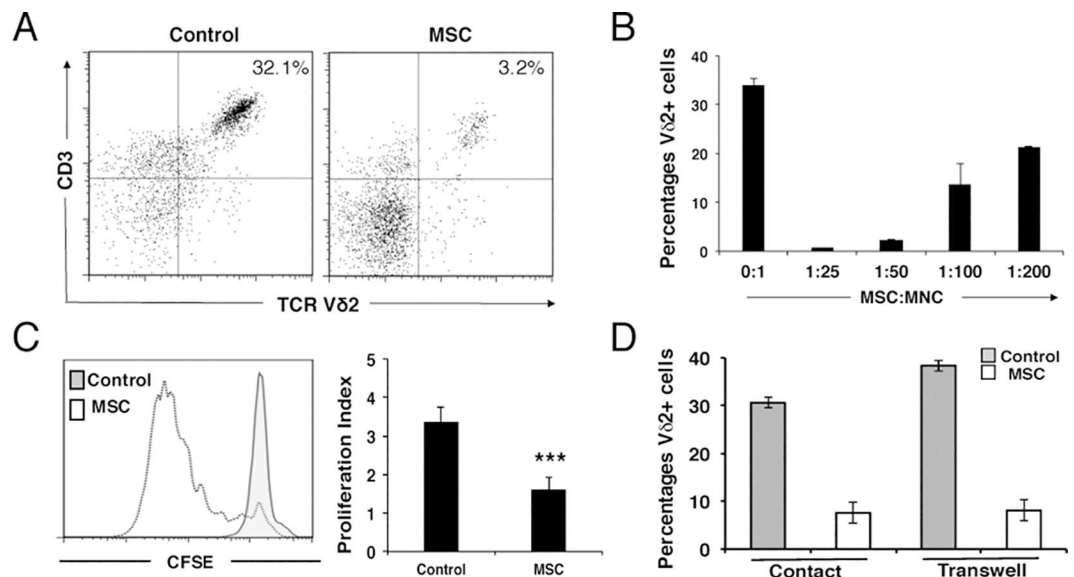 A
Control
MSC
32.1%
3.2%
CD3
TCR Vδ2
B
Percentages Vδ2+ cells
40
30
20
10
0
0:1 1:25 1:50 1:100 1:200
MSC:MNC
C
Control
MSC
CFSE
Proliferation Index
5
4
3
2
1
0
***
Control MSC
D
Percentages Vδ2+ cells
40
30
20
10
0
Control
MSC
Contact Transwell